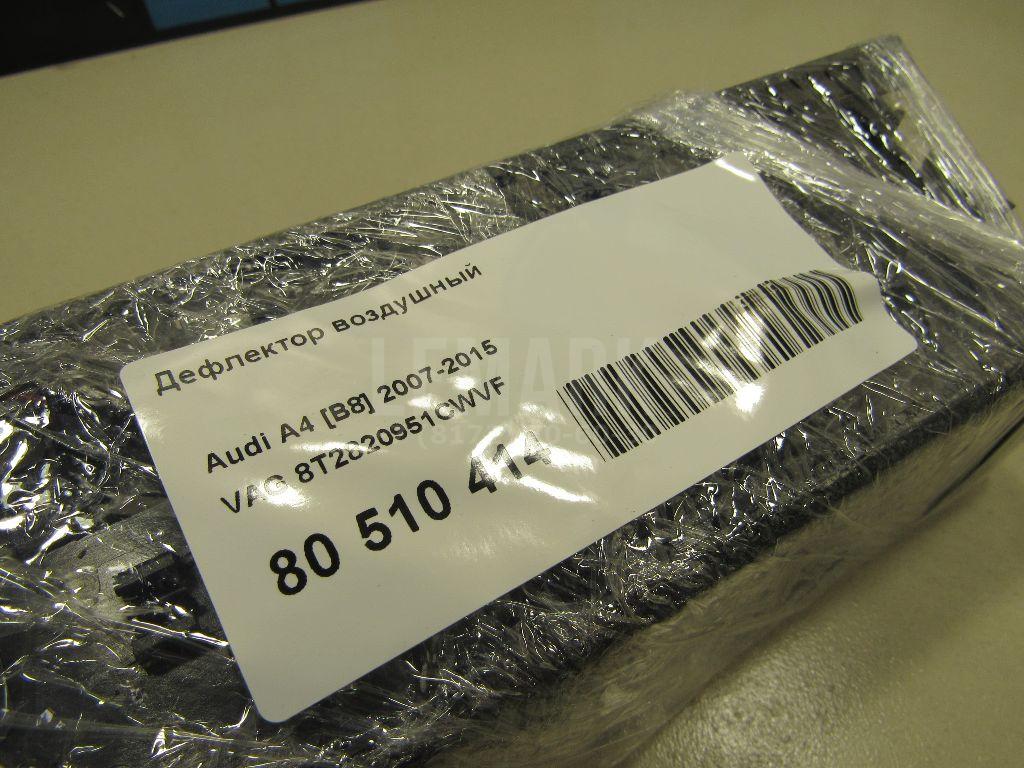 Дефлектор воздушный
Audi A4 [B8] 2007-2015
VAG 8T2820951CWVF
80 510 414